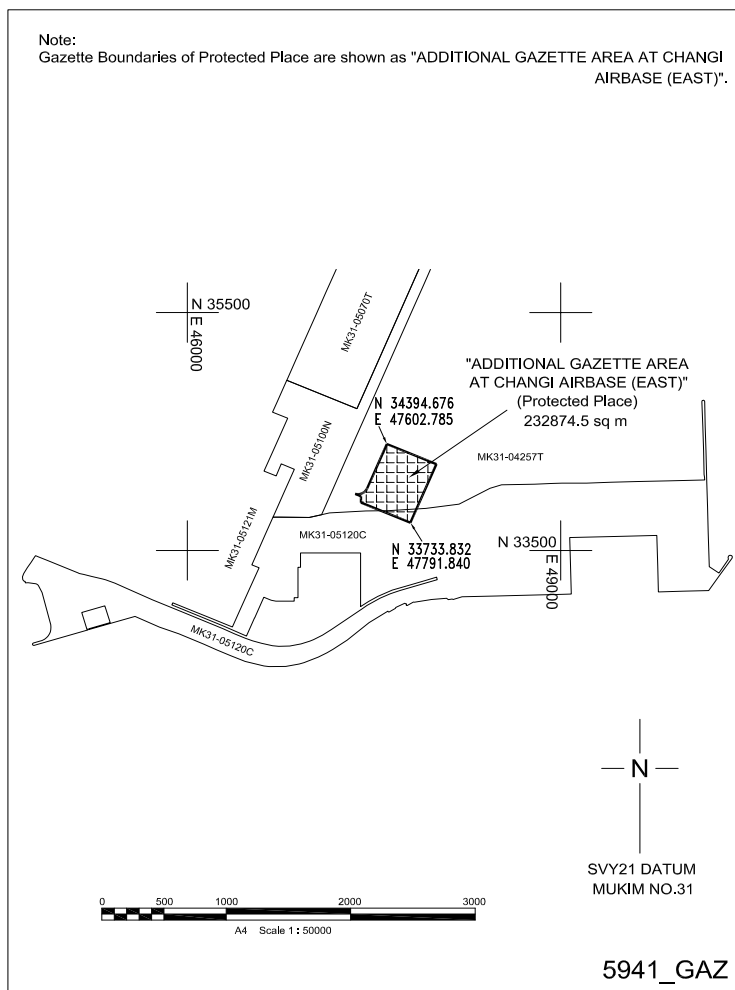 Note:
Gazette Boundaries of Protected Place are shown as "ADDITIONAL GAZETTE AREA AT CHANGI
AIRBASE (EAST)".
N 35500
E 46000
MK31-05070T
"ADDITIONAL GAZETTE AREA
AT CHANGI AIRBASE (EAST)"
(Protected Place)
232874.5 sq m
N 34394.676
E 47602.785
MK31-05100N
MK31-04257T
MK31-05121M
MK31-05120C
N 33733.832
E 47791.840
N 33500
E 49000
MK31-05120C
N
SVY21 DATUM
MUKIM NO.31
0 500 1000 2000 3000
A4 Scale 1 : 50000
5941_GAZ